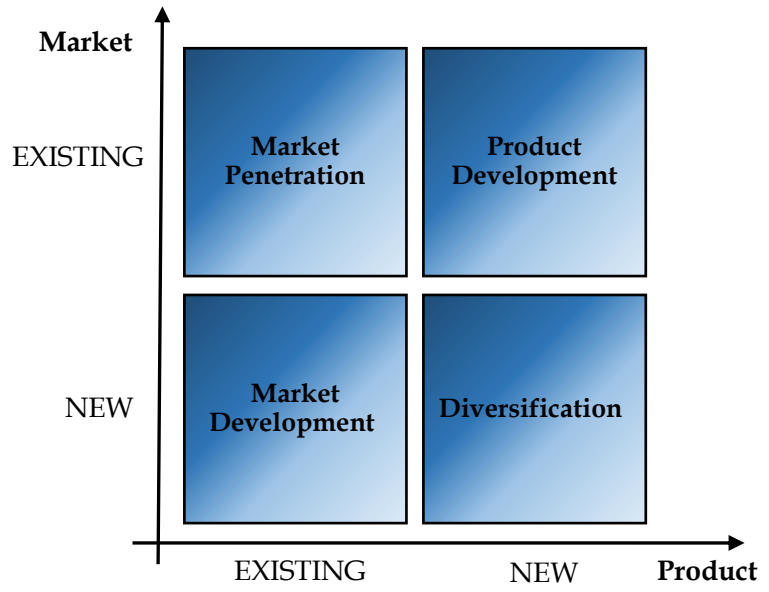 Market
EXISTING
Market
Penetration
Product
Development
NEW
Market
Development
Diversification
EXISTING
NEW
Product